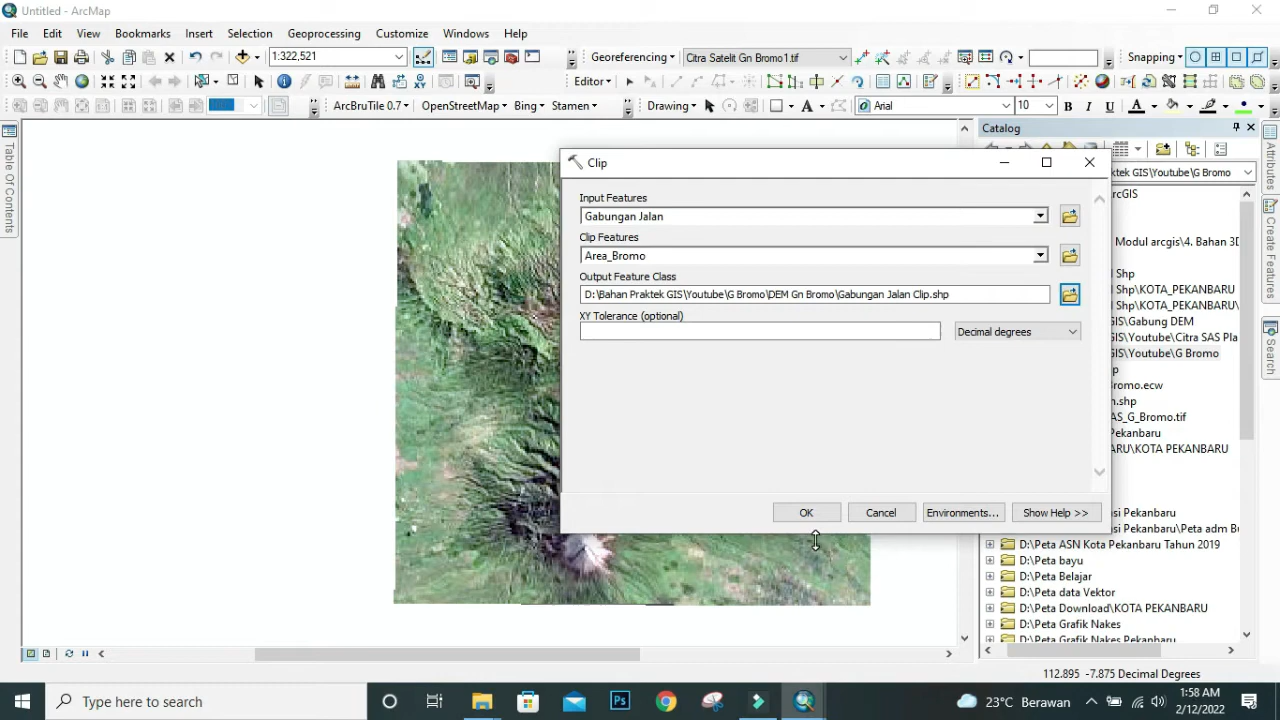 Untitled - ArcMap
File Edit View Bookmarks Insert Selection Geoprocessing Customize Windows Help
1:322,521 Georeferencing Citra Satelit Gn Bromo1.tif Snapping
Editor
ArcBruTile 0.7 OpenStreetMap Bing Stamen Drawing Arial 10 B I U A
Table Of Contents
Catalog
Clip
Input Features
Gabungan Jalan
Clip Features
Area_Bromo
Output Feature Class
D:\Bahan Praktek GIS\Youtube\G Bromo\DEM Gn Bromo\Gabungan Jalan Clip.shp
XY Tolerance (optional)
Decimal degrees
OK Cancel Environments... Show Help >>
ktek GIS\Youtube\G Bromo
ArcGIS
Modul arcgis\4. Bahan 3D
Shp
Shp\KOTA_PEKANBARU
Shp\KOTA_PEKANBARU\
GIS\Gabung DEM
GIS\Youtube\Citra SAS Pla
GIS\Youtube\G Bromo
romo.ecw
n.shp
AS_G_Bromo.tif
Pekanbaru
ARU\KOTA PEKANBARU
asi Pekanbaru
asi Pekanbaru\Peta adm Bu
D:\Peta ASN Kota Pekanbaru Tahun 2019
D:\Peta bayu
D:\Peta Belajar
D:\Peta data Vektor
D:\Peta Download\KOTA PEKANBARU
D:\Peta Grafik Nakes
D:\Peta Grafik Nakes Pekanbaru
Attributes
Create Features
Search
112.895 -7.875 Decimal Degrees
Type here to search
Ps
23°C Berawan
1:58 AM
2/12/2022